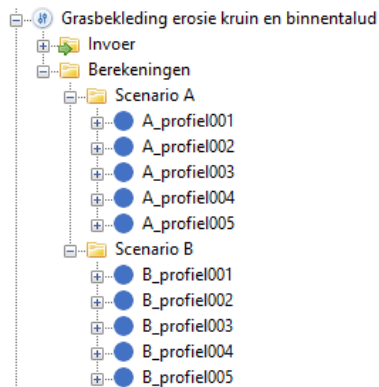 Grasbekleding erosie kruin en binnentalud
Invoer
Berekeningen
Scenario A
A_profiel001
A_profiel002
A_profiel003
A_profiel004
A_profiel005
Scenario B
B_profiel001
B_profiel002
B_profiel003
B_profiel004
B_profiel005